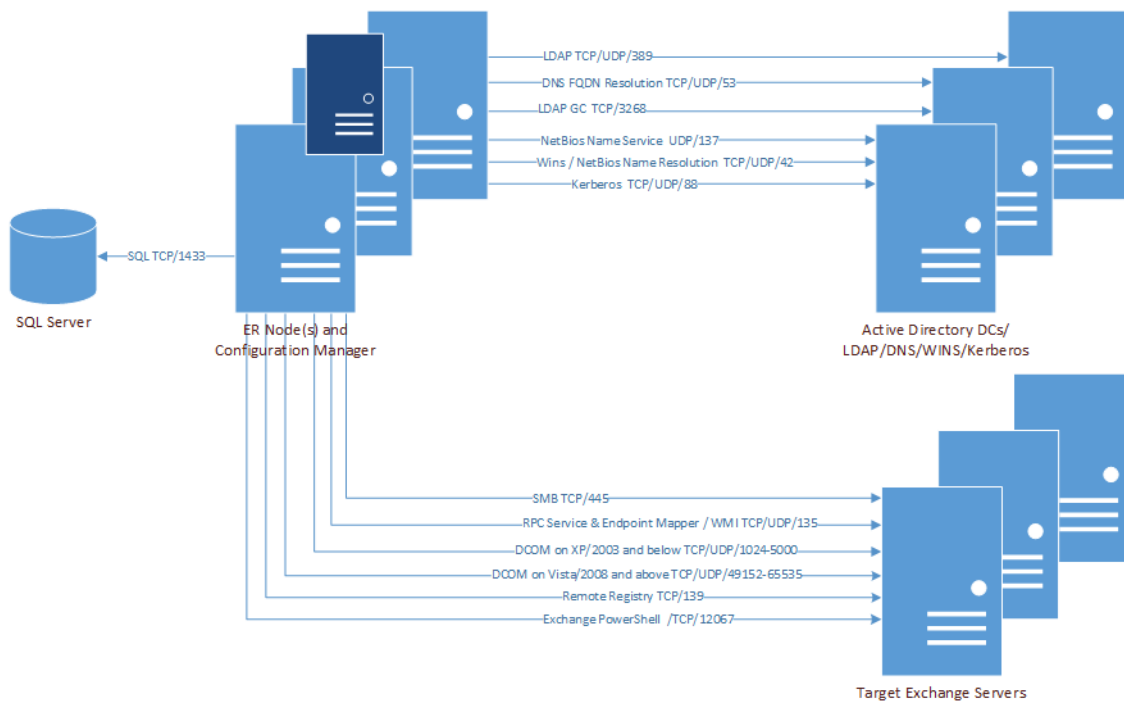 LDAP TCP/UDP/389
DNS FQDN Resolution TCP/UDP/53
LDAP GC TCP/3268
NetBios Name Service UDP/137
Wins / NetBios Name Resolution TCP/UDP/42
Kerberos TCP/UDP/88
SQL TCP/1433
SQL Server
ER Node(s) and
Configuration Manager
Active Directory DCs/
LDAP/DNS/WINS/Kerberos
SMB TCP/445
RPC Service & Endpoint Mapper / WMI TCP/UDP/135
DCOM on XP/2003 and below TCP/UDP/1024-5000
DCOM on Vista/2008 and above TCP/UDP/49152-65535
Remote Registry TCP/139
Exchange PowerShell /TCP/12067
Target Exchange Servers